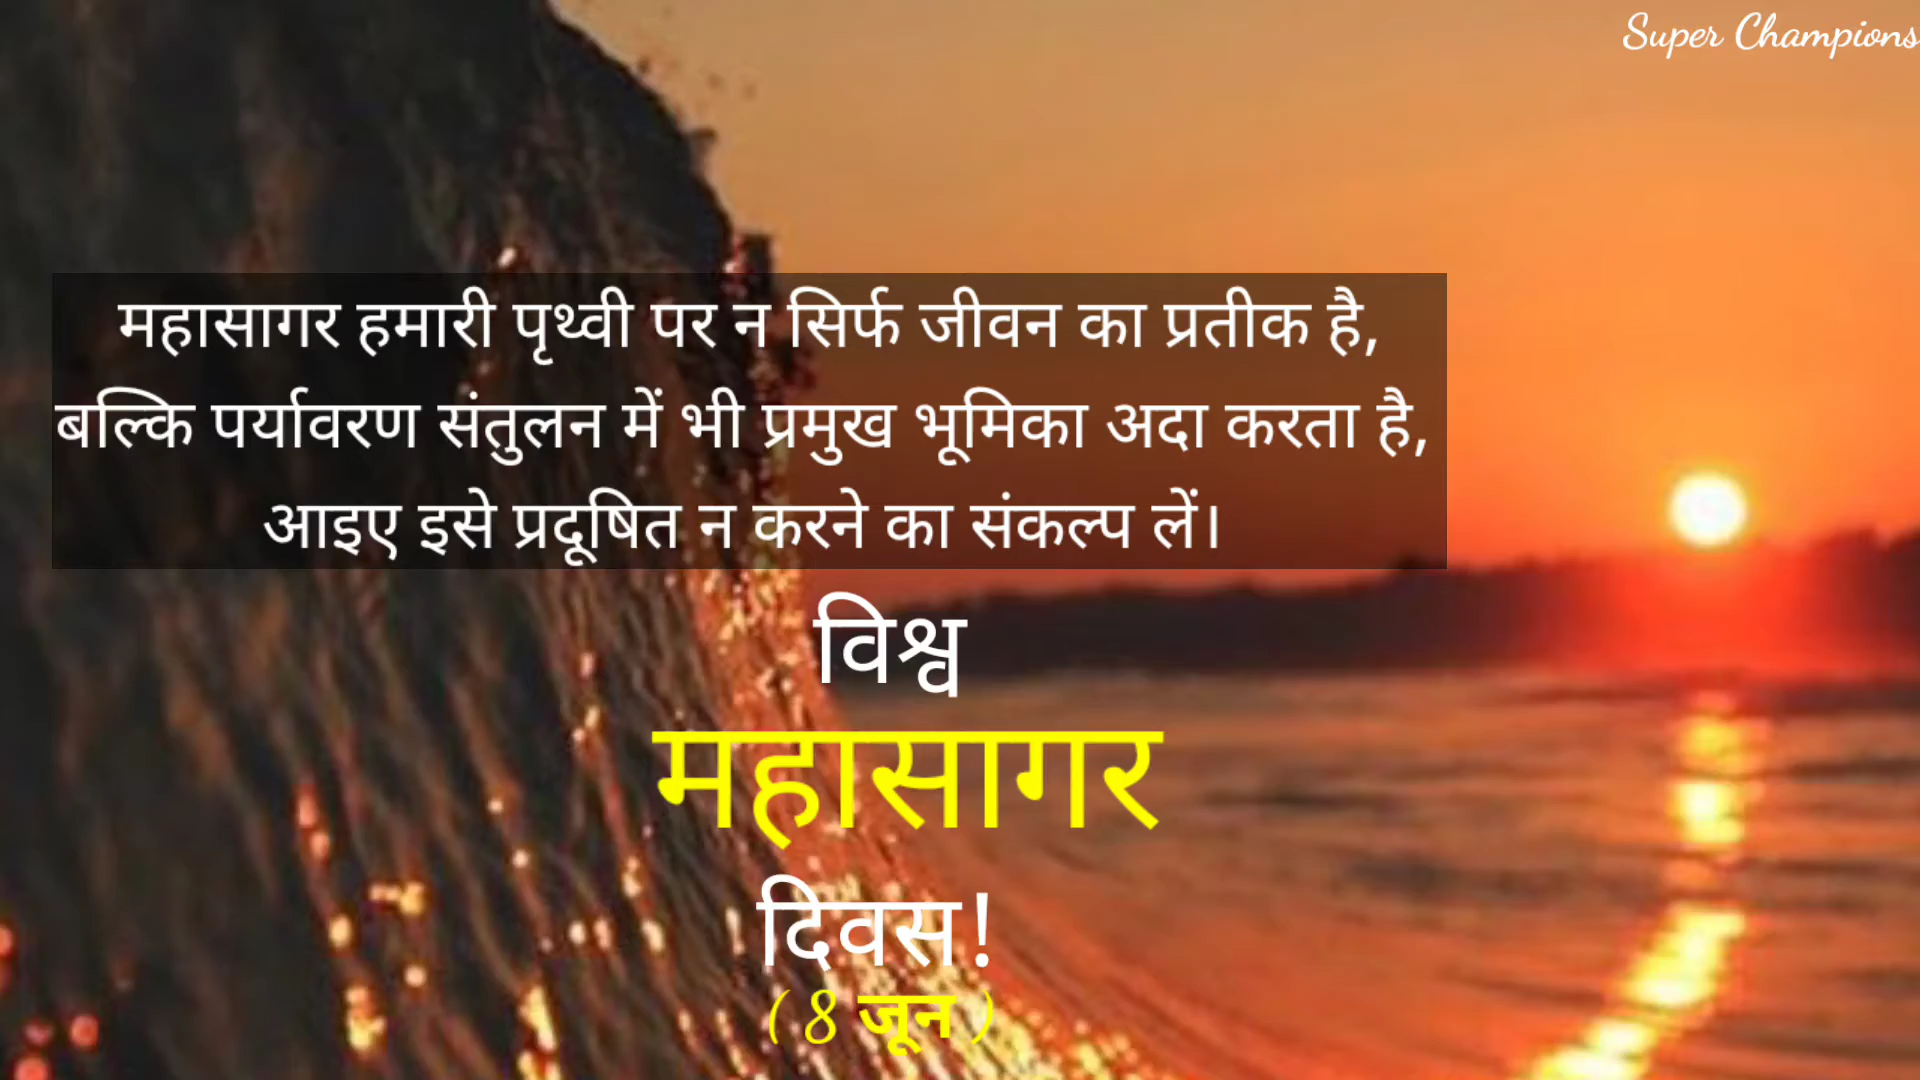 Super Champions
महासागर हमारी पृथ्वी पर न सिर्फ जीवन का प्रतीक है,
बल्कि पर्यावरण संतुलन में भी प्रमुख भूमिका अदा करता है,
आइए इसे प्रदूषित न करने का संकल्प लें।
विश्व
महासागर
दिवस!
( 8 जून )